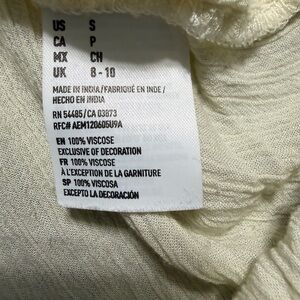 US S
CA P
MX CH
UK 8 - 10
MADE IN INDIA/FABRIQUÉ EN INDE/
HECHO EN INDIA
RN 54485/CA 03873
RFC# AEM120605U9A
EN 100% VISCOSE
EXCLUSIVE OF DECORATION
FR 100% VISCOSE
À L'EXCEPTION DE LA GARNITURE
SP 100% VISCOSA
EXCEPTO LA DECORACIÓN